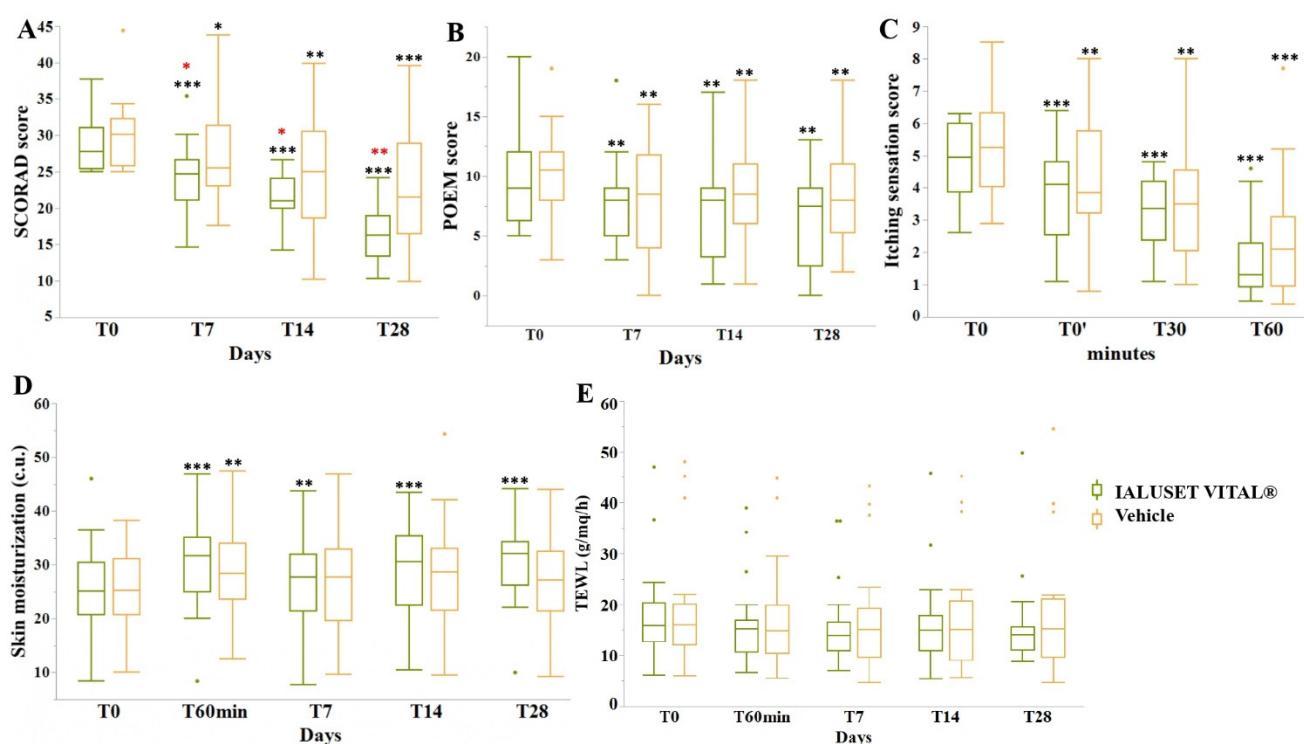 A
SCORAD score
45
40
35
30
25
20
15
10
5
* *** *
* *** **
** *** ***
T0 T7 T14 T28
Days
B
POEM score
20
15
10
5
0
** **
** **
** **
T0 T7 T14 T28
Days
C
Itching sensation score
9
8
7
6
5
4
3
2
1
0
*** **
*** **
*** ***
T0 T0' T30 T60
minutes
D
Skin moisturization (c.u.)
60
50
40
30
20
10
*** **
**
***
***
T0 T60min T7 T14 T28
Days
E
TEWL (g/mq/h)
60
50
40
30
20
10
0
T0 T60min T7 T14 T28
Days
IALUSET VITAL®
Vehicle